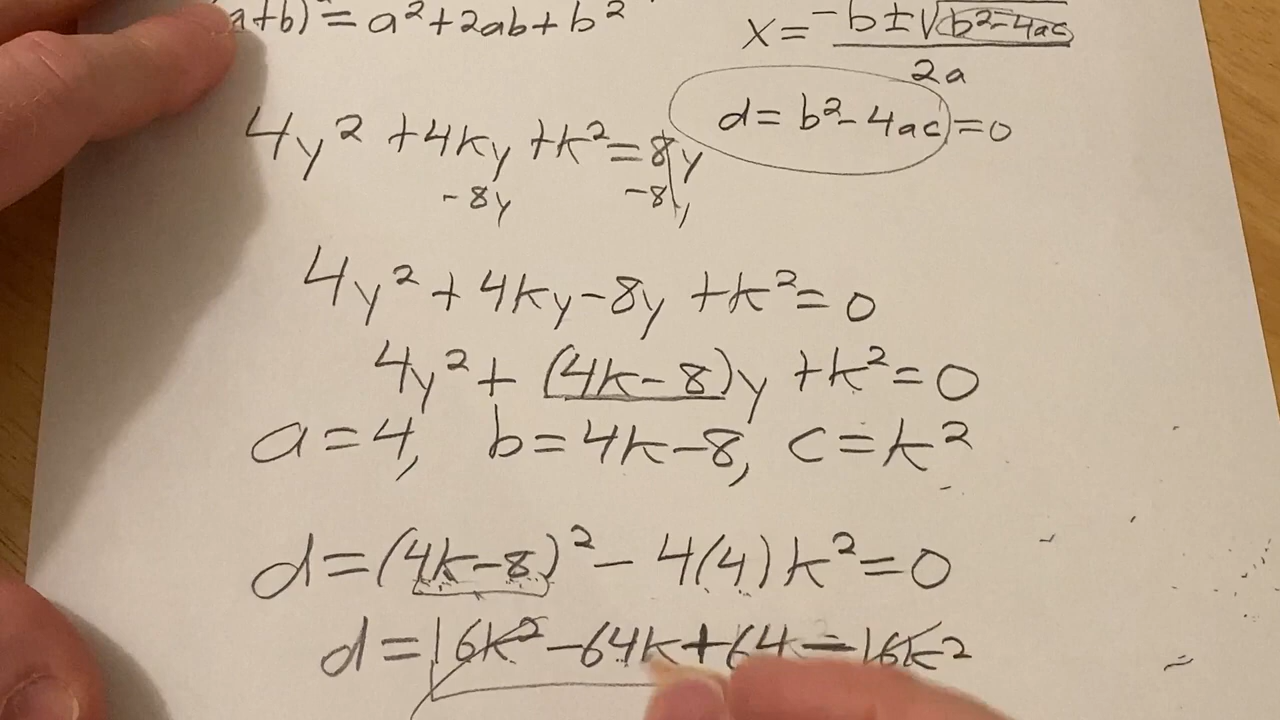 a+b)² = a²+2ab+b²
x = -b±√b²-4ac
2a
d = b²-4ac = 0
4y² +4ky +k² = 8y
-8y -8y
4y² + 4ky-8y +k² = 0
4y² + (4k-8)y +k² = 0
a = 4, b = 4k-8, c = k²
d = (4k-8)² - 4(4)k² = 0
d = 16k² -64k+64 - 16k²